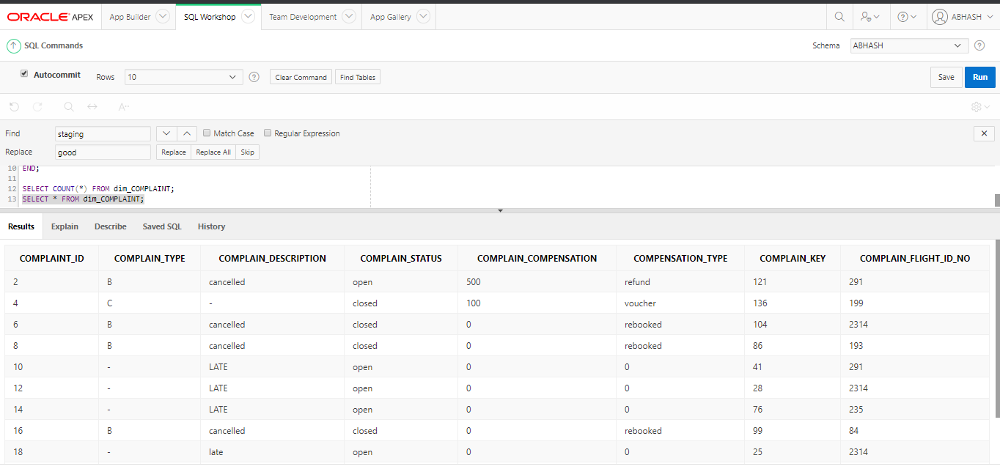 ORACLE APEX App Builder SQL Workshop Team Development App Gallery ABHASH
SQL Commands Schema ABHASH
Autocommit Rows 10 Clear Command Find Tables Save Run
A
Find staging Match Case Regular Expression
Replace good Replace Replace All Skip
10 END;
11
12 SELECT COUNT(*) FROM dim_COMPLAINT;
13 SELECT * FROM dim_COMPLAINT;
Results Explain Describe Saved SQL History
COMPLAINT_ID COMPLAIN_TYPE COMPLAIN_DESCRIPTION COMPLAIN_STATUS COMPLAIN_COMPENSATION COMPENSATION_TYPE COMPLAIN_KEY COMPLAIN_FLIGHT_ID_NO
2 B cancelled open 500 refund 121 291
4 C - closed 100 voucher 136 199
6 B cancelled closed 0 rebooked 104 2314
8 B cancelled closed 0 rebooked 86 193
10 - LATE open 0 0 41 291
12 - LATE open 0 0 28 2314
14 - LATE open 0 0 76 235
16 B cancelled closed 0 rebooked 99 84
18 - late open 0 0 25 2314